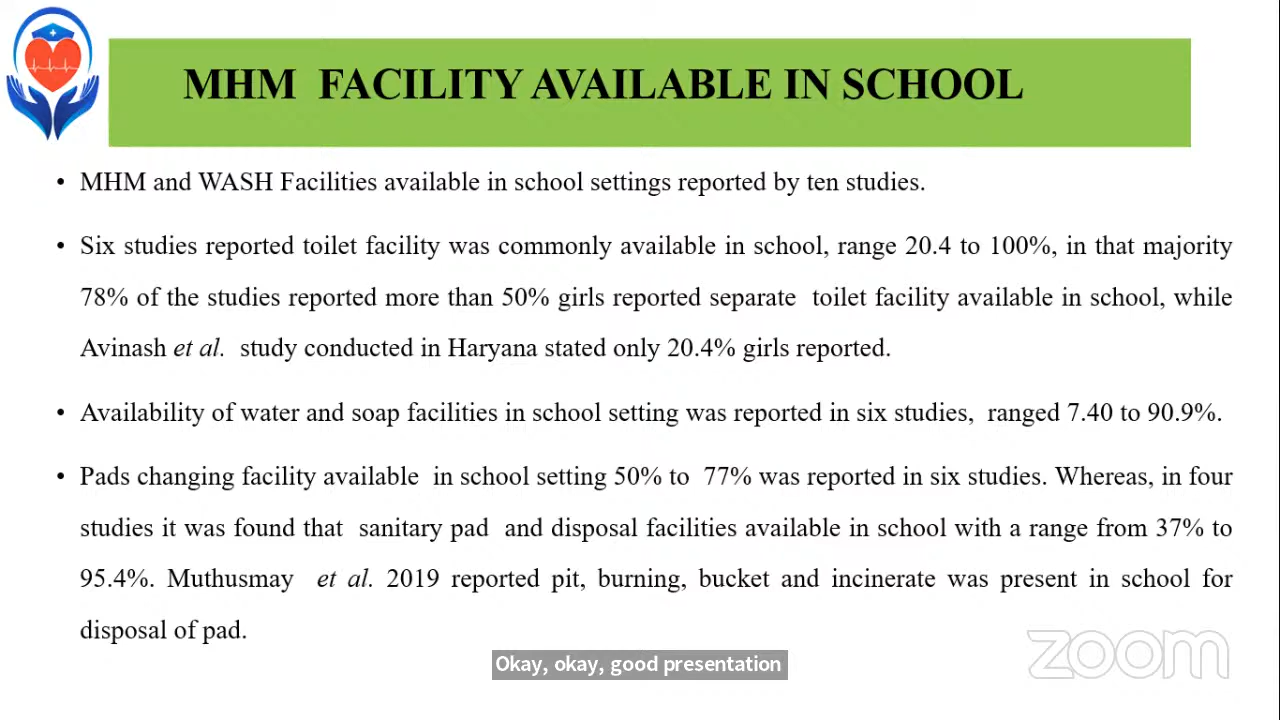 MHM FACILITY AVAILABLE IN SCHOOL
• MHM and WASH Facilities available in school settings reported by ten studies.
• Six studies reported toilet facility was commonly available in school, range 20.4 to 100%, in that majority
78% of the studies reported more than 50% girls reported separate toilet facility available in school, while
Avinash et al. study conducted in Haryana stated only 20.4% girls reported.
• Availability of water and soap facilities in school setting was reported in six studies, ranged 7.40 to 90.9%.
• Pads changing facility available in school setting 50% to 77% was reported in six studies. Whereas, in four
studies it was found that sanitary pad and disposal facilities available in school with a range from 37% to
95.4%. Muthusmay et al. 2019 reported pit, burning, bucket and incinerate was present in school for
disposal of pad.
Okay, okay, good presentation
zoom